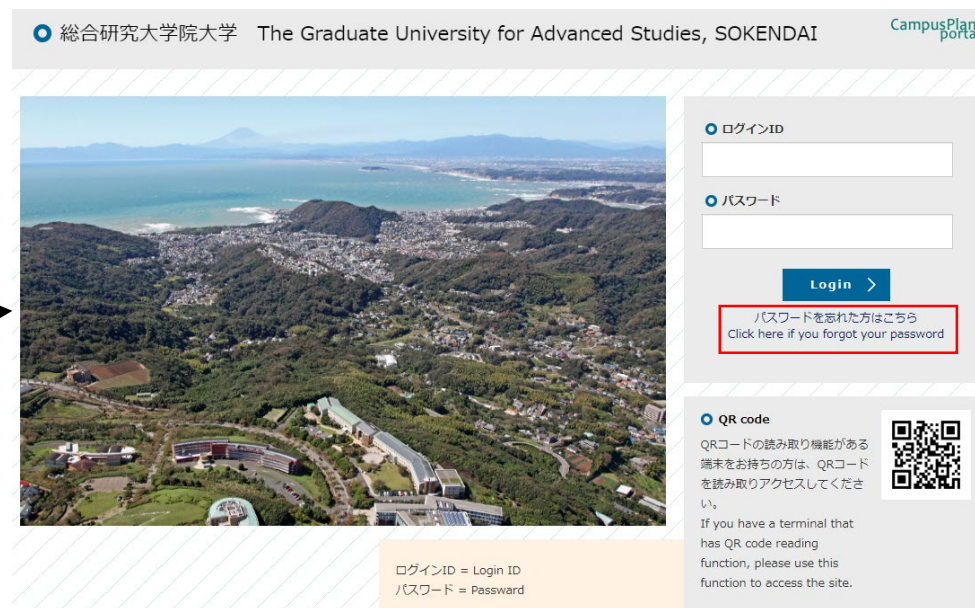 総合研究大学院大学 The Graduate University for Advanced Studies, SOKENDAI
CampusPlan
porta
ログインID
パスワード
Login
パスワードを忘れた方はこちら
Click here if you forgot your password
QR code
QRコードの読み取り機能がある
端末をお持ちの方は、QRコード
を読み取りアクセスしてくださ
い。
If you have a terminal that
has QR code reading
function, please use this
function to access the site.
ログインID = Login ID
パスワード = Password